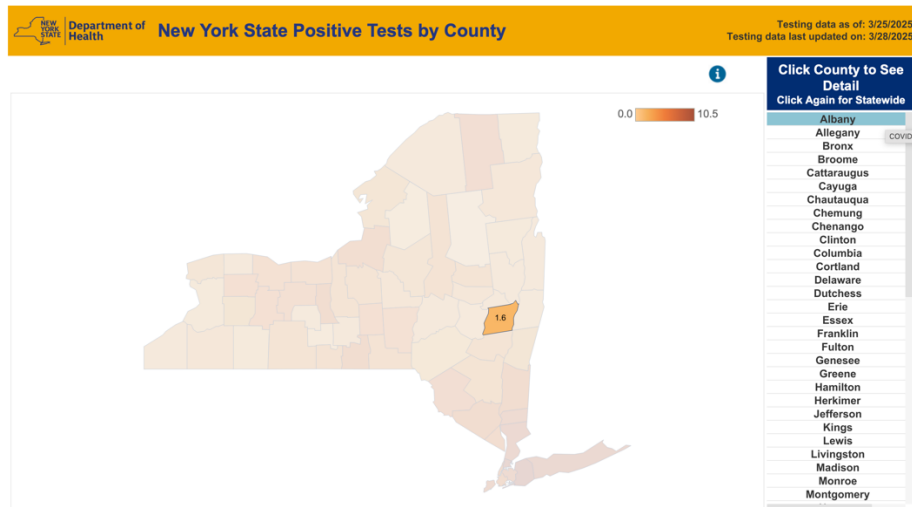 NEW YORK STATE
Department of Health
New York State Positive Tests by County
Testing data as of: 3/25/2025
Testing data last updated on: 3/28/2025
i
Click County to See Detail
Click Again for Statewide
0.0
10.5
Albany
Allegany
COVID
Bronx
Broome
Cattaraugus
Cayuga
Chautauqua
Chemung
Chenango
Clinton
Columbia
Cortland
Delaware
Dutchess
Erie
Essex
Franklin
Fulton
Genesee
Greene
Hamilton
Herkimer
Jefferson
Kings
Lewis
Livingston
Madison
Monroe
Montgomery
1.6